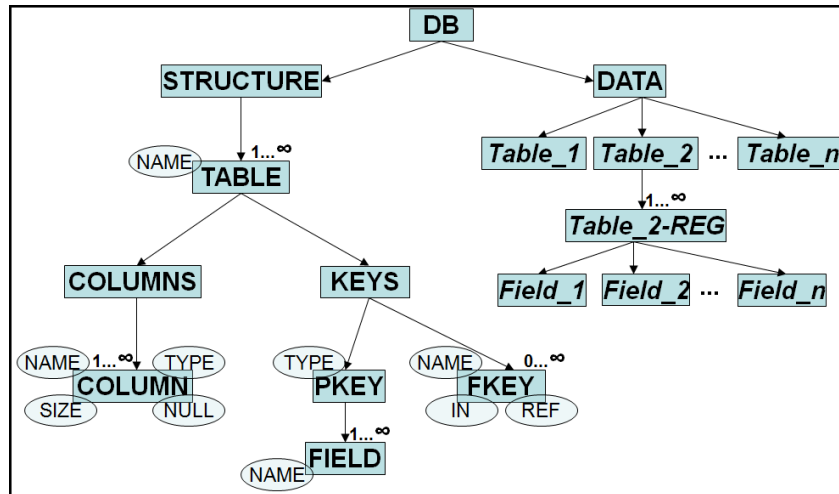 DB
STRUCTURE
DATA
NAME
1...∞
TABLE
Table_1
Table_2
...
Table_n
1...∞
Table_2-REG
COLUMNS
KEYS
Field_1
Field_2
...
Field_n
NAME
1...∞
TYPE
COLUMN
SIZE
NULL
TYPE
PKEY
NAME
0...∞
FKEY
IN
REF
1...∞
NAME
FIELD